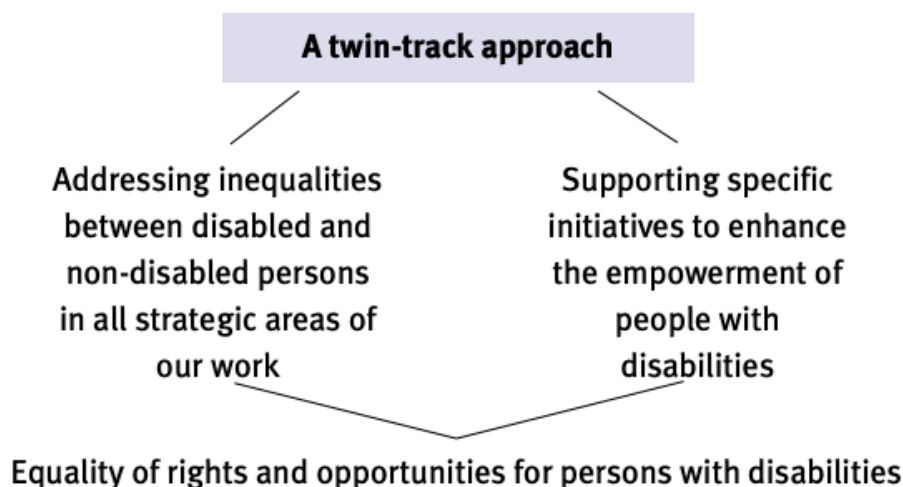 A twin-track approach
Addressing inequalities
between disabled and
non-disabled persons
in all strategic areas of
our work
Supporting specific
initiatives to enhance
the empowerment of
people with
disabilities
Equality of rights and opportunities for persons with disabilities